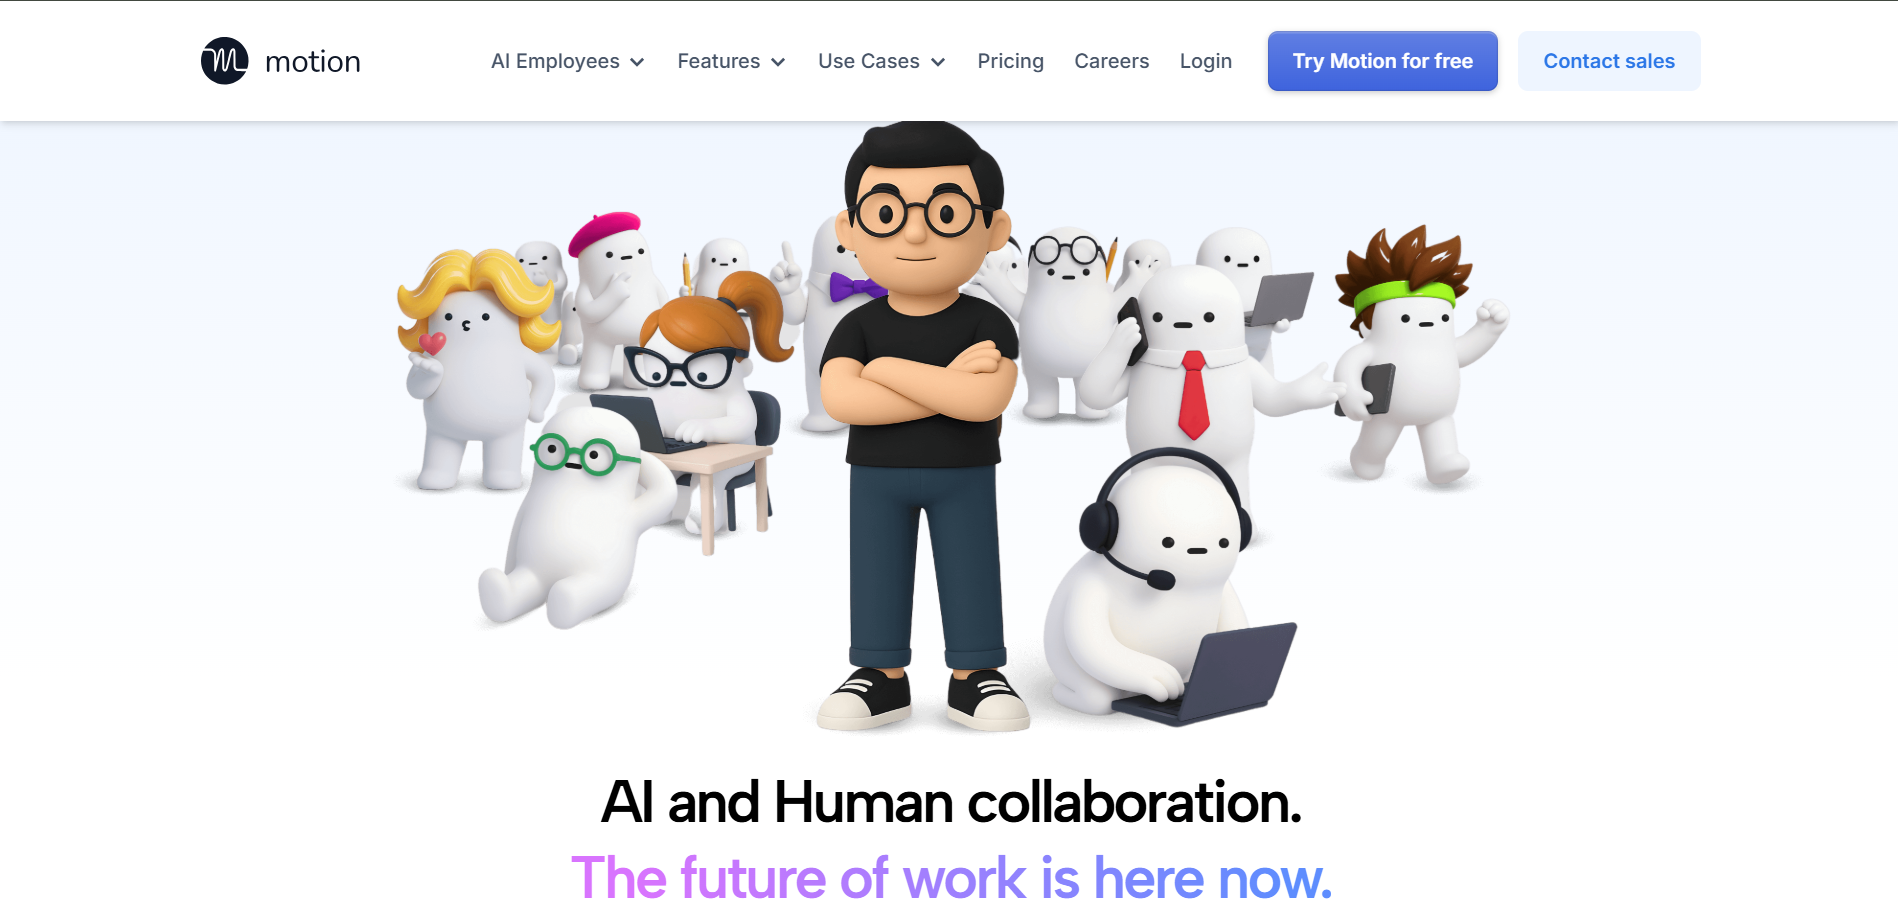 motion
AI Employees
Features
Use Cases
Pricing
Careers
Login
Try Motion for free
Contact sales
AI and Human collaboration.
The future of work is here now.